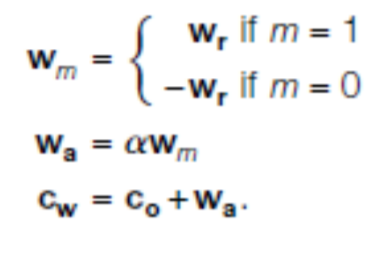 w_m = { w_r if m = 1
−w_r if m = 0
w_a = αw_m
c_w = c_o + w_a.